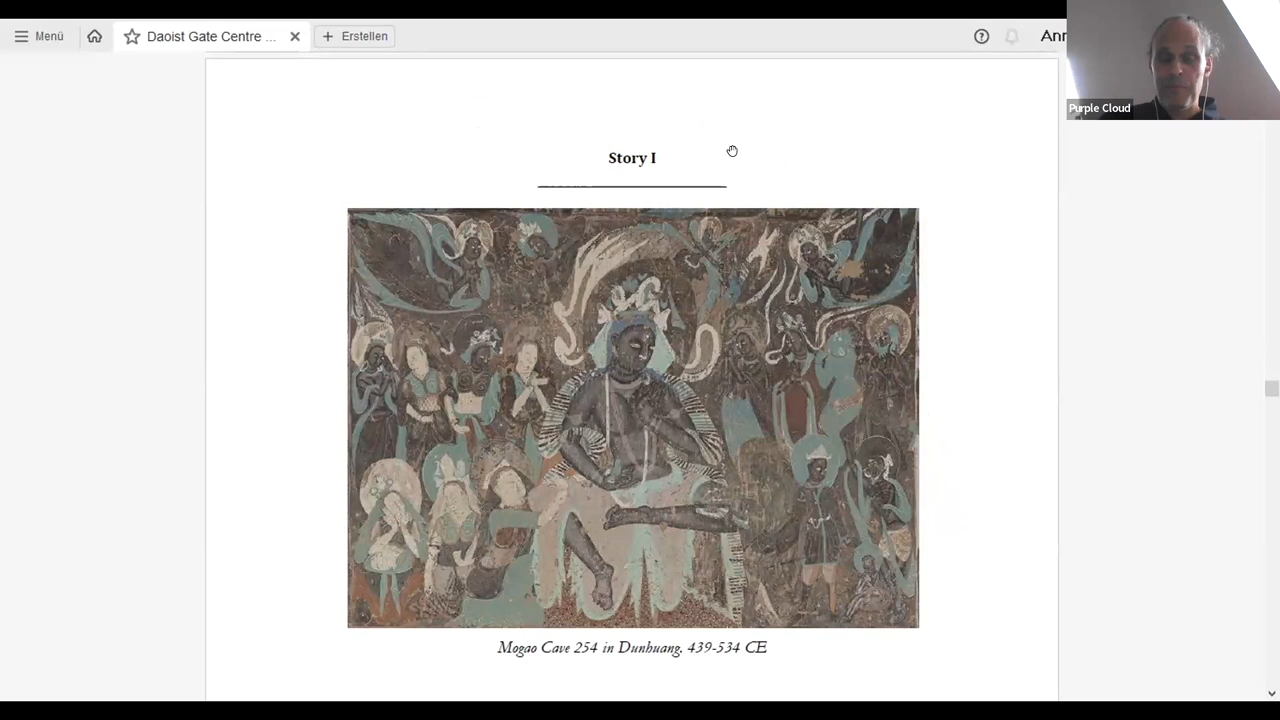 Menü
Daoist Gate Centre ...
Erstellen
Ann
Purple Cloud
Story I
Mogao Cave 254 in Dunhuang. 439-534 CE